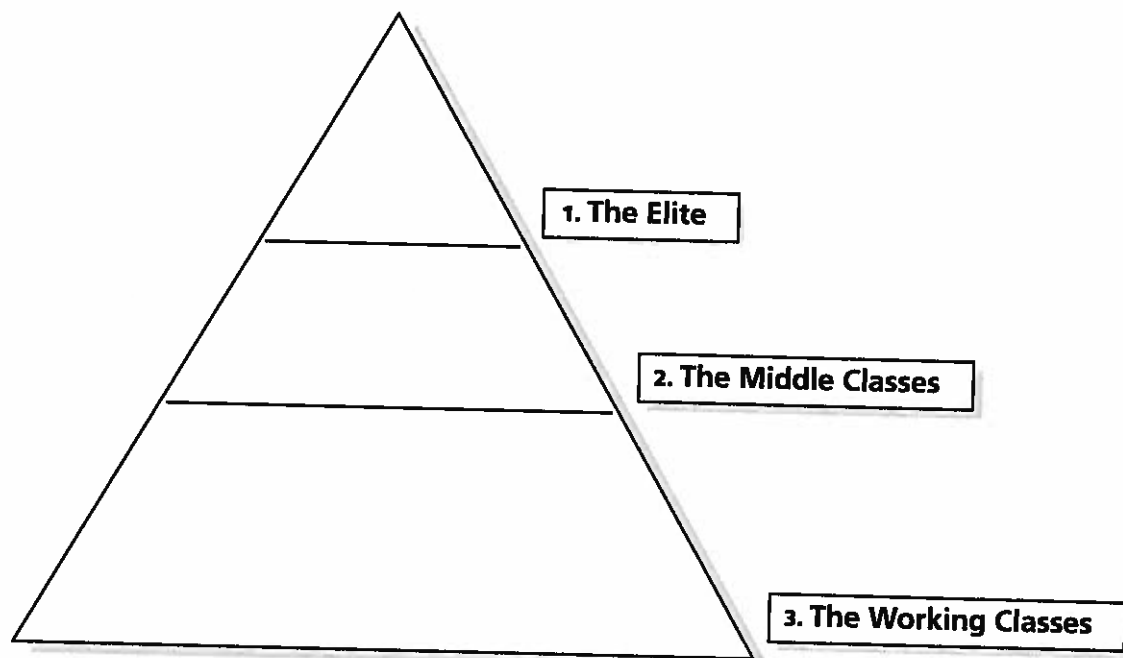 1. The Elite
2. The Middle Classes
3. The Working Classes